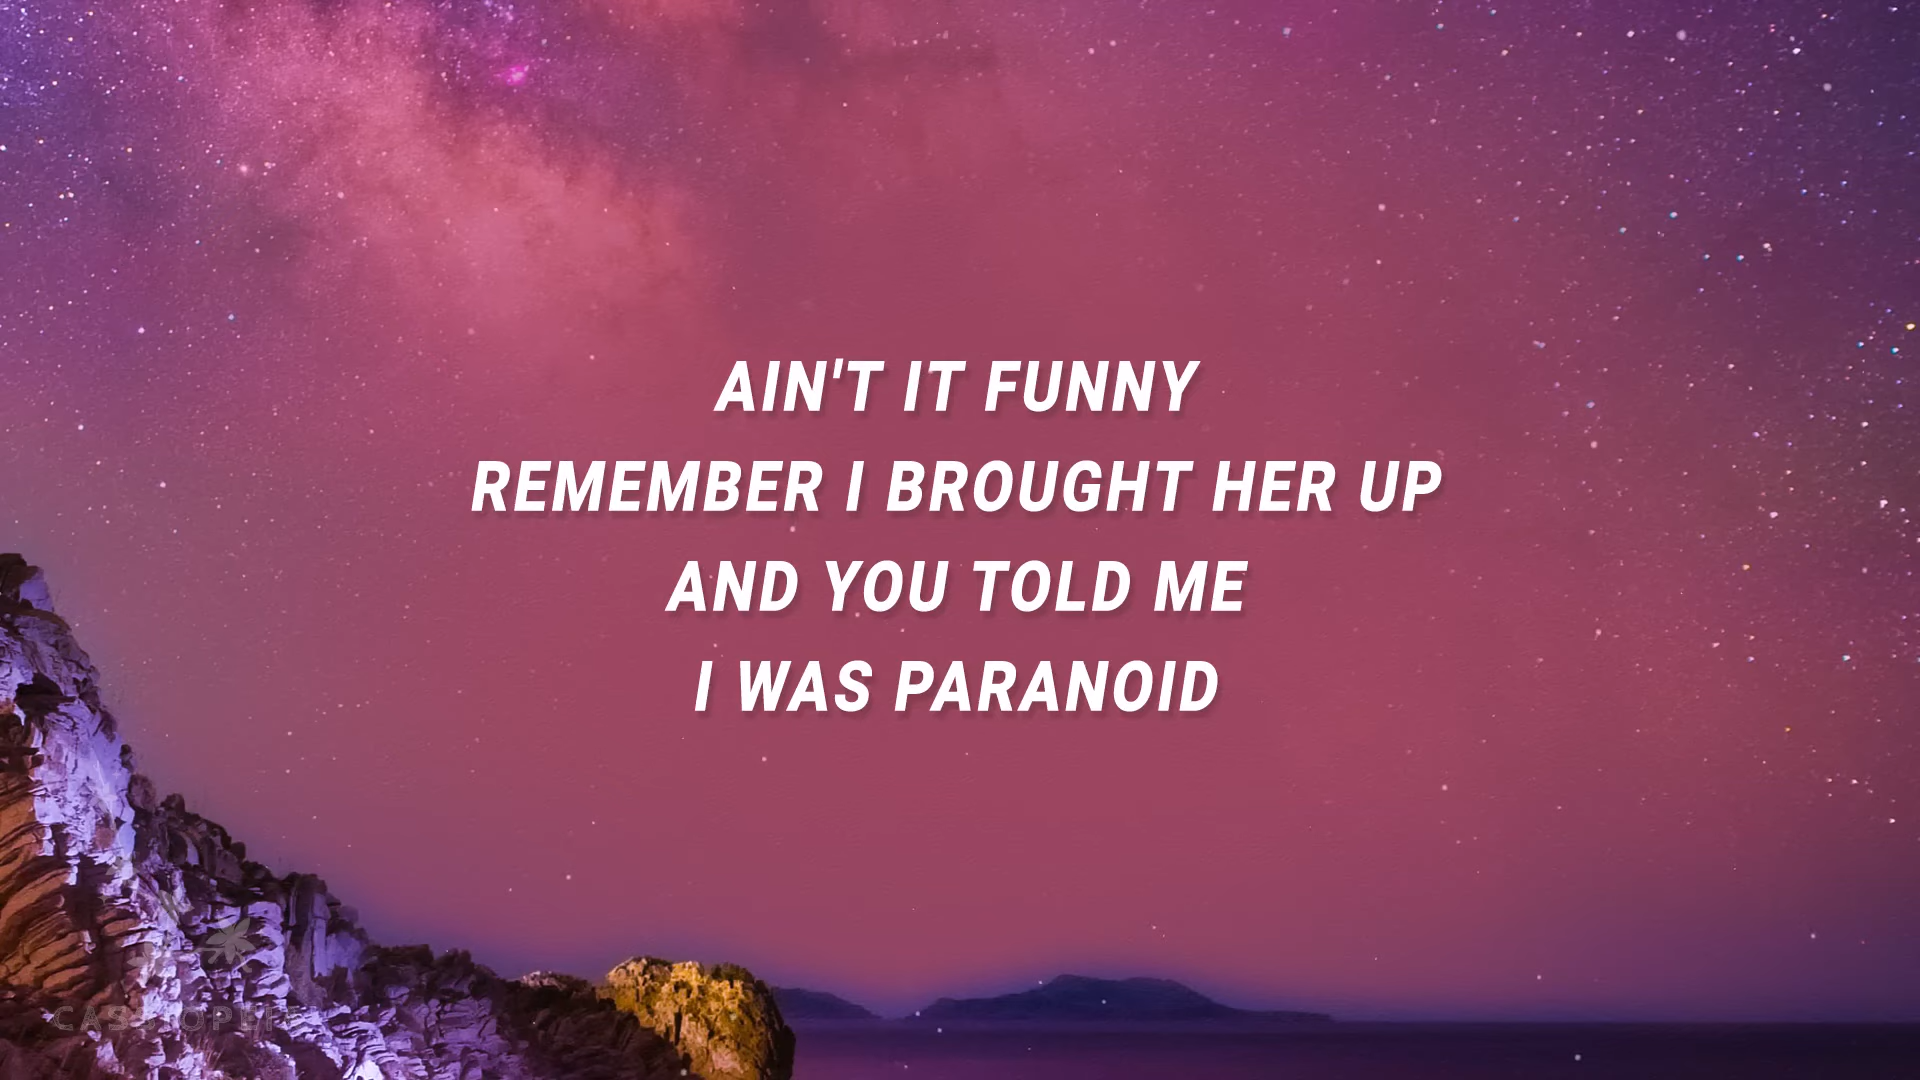 AIN'T IT FUNNY
REMEMBER I BROUGHT HER UP
AND YOU TOLD ME
I WAS PARANOID